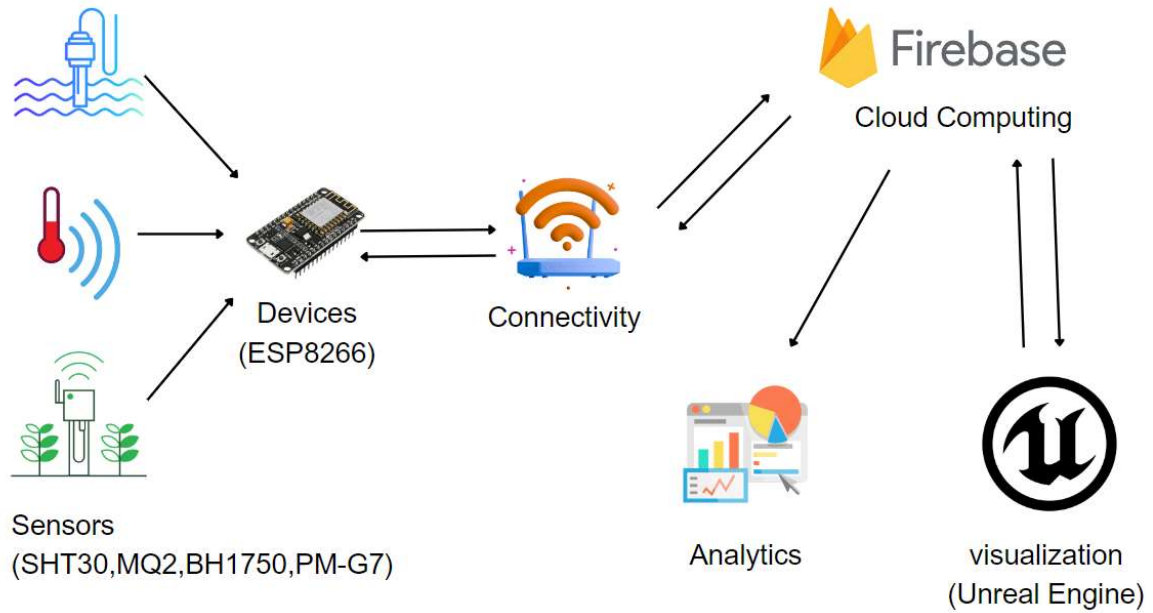 Firebase
Cloud Computing
Devices
(ESP8266)
Connectivity
Sensors
(SHT30,MQ2,BH1750,PM-G7)
Analytics
visualization
(Unreal Engine)